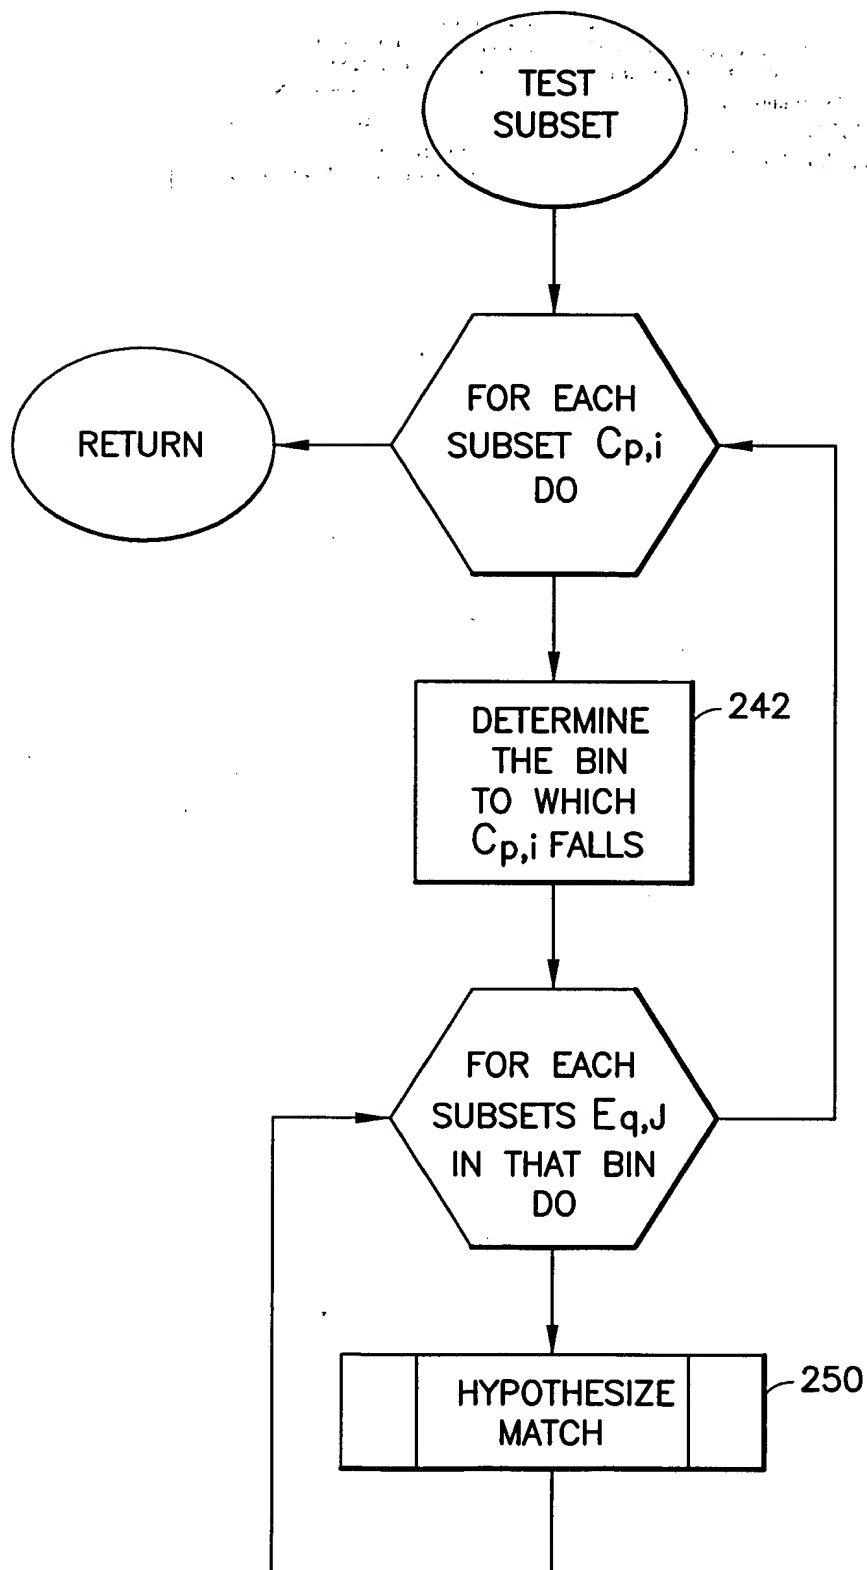 TEST
SUBSET
FOR EACH
SUBSET Cp,i
DO
RETURN
DETERMINE
THE BIN
TO WHICH
Cp,i FALLS
242
FOR EACH
SUBSETS Eq,J
IN THAT BIN
DO
HYPOTHESIZE
MATCH
250